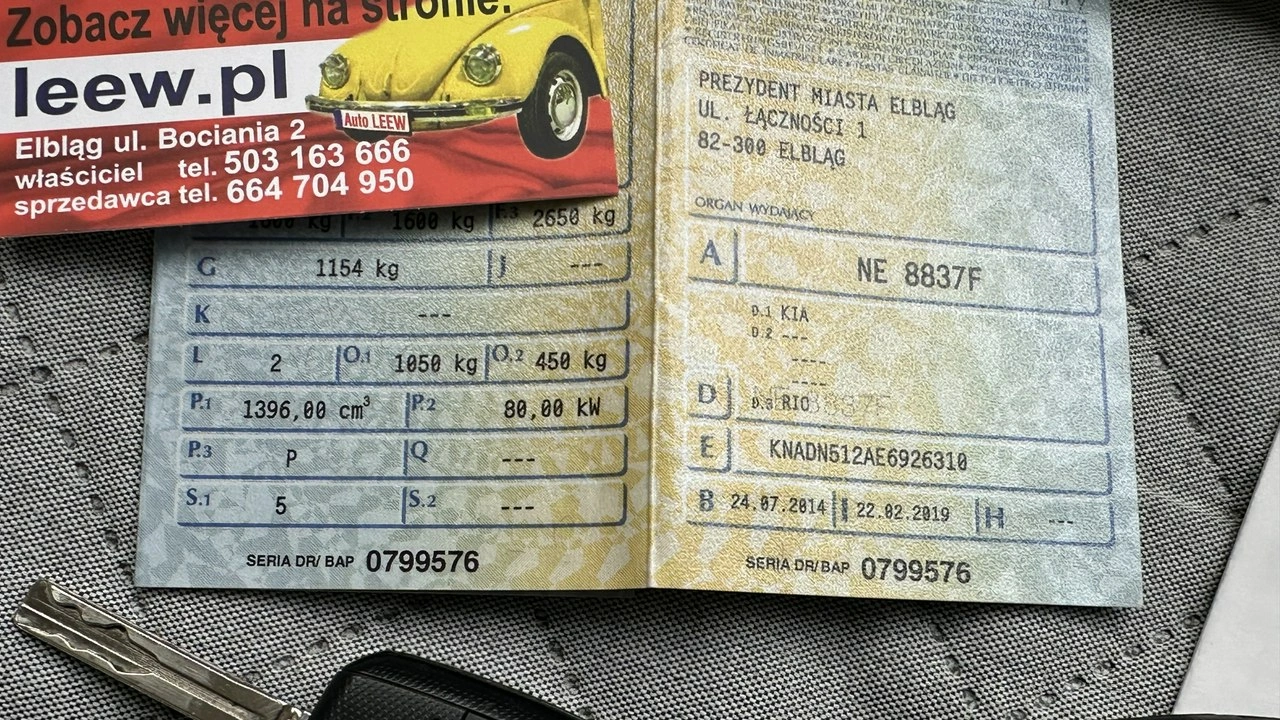 Zobacz więcej na stronie:
leew.pl
Auto LEEW
Elbląg ul. Bociania 2
właściciel tel. 503 163 666
sprzedawca tel. 664 704 950
1600 kg 1600 kg F.3 2650 kg
G 1154 kg J ---
K ---
L 2 O.1 1050 kg O.2 450 kg
P.1 1396,00 cm³ P.2 80,00 kW
P.3 P Q ---
S.1 5 S.2 ---
SERIA DR/ BAP 0799576
PREZYDENT MIASTA ELBLĄG
UL. ŁĄCZNOŚCI 1
82-300 ELBLĄG
ORGAN WYDAJĄCY
A NE 8837F
D.1 KIA
D.2 ---
----
----
D D.3 RIO
E KNADN512AE6926310
B 24.07.2014 I 22.02.2019 H ---
SERIA DR/ BAP 0799576